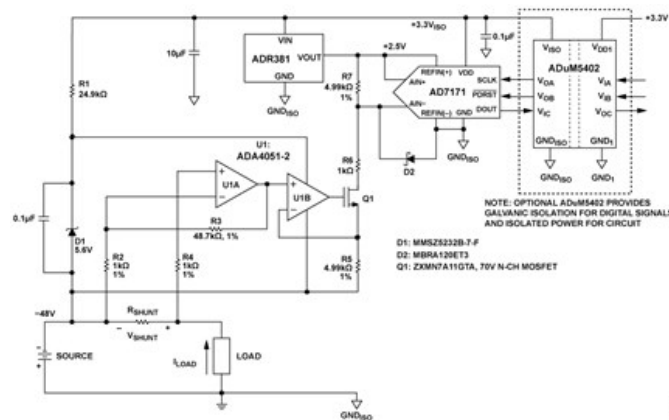 +3.3VISO
+3.3V
10µF
VIN
ADR381
VOUT
GND
GNDISO
+2.5V
0.1µF
R7
4.99kΩ
1%
REFIN(+)
VDD
AIN+
AD7171
AIN–
REFIN(–)
GND
SCLK
PDRST
DOUT
GNDISO
VISO
VDD1
ADuM5402
VOA
VIA
VOB
VIB
VIC
VOC
GNDISO
GND1
GNDISO
GND1
NOTE: OPTIONAL ADuM5402 PROVIDES
GALVANIC ISOLATION FOR DIGITAL SIGNALS
AND ISOLATED POWER FOR CIRCUIT
R1
24.9kΩ
U1:
ADA4051-2
U1A
U1B
R6
1kΩ
D2
Q1
R3
48.7kΩ, 1%
0.1µF
D1
5.6V
R2
1kΩ
1%
R4
1kΩ
1%
R5
4.99kΩ
1%
D1: MMSZ5232B-7-F
D2: MBRA120ET3
Q1: ZXMN7A11GTA, 70V N-CH MOSFET
–48V
RSHUNT
– +
VSHUNT
SOURCE
ILOAD
LOAD
GNDISO